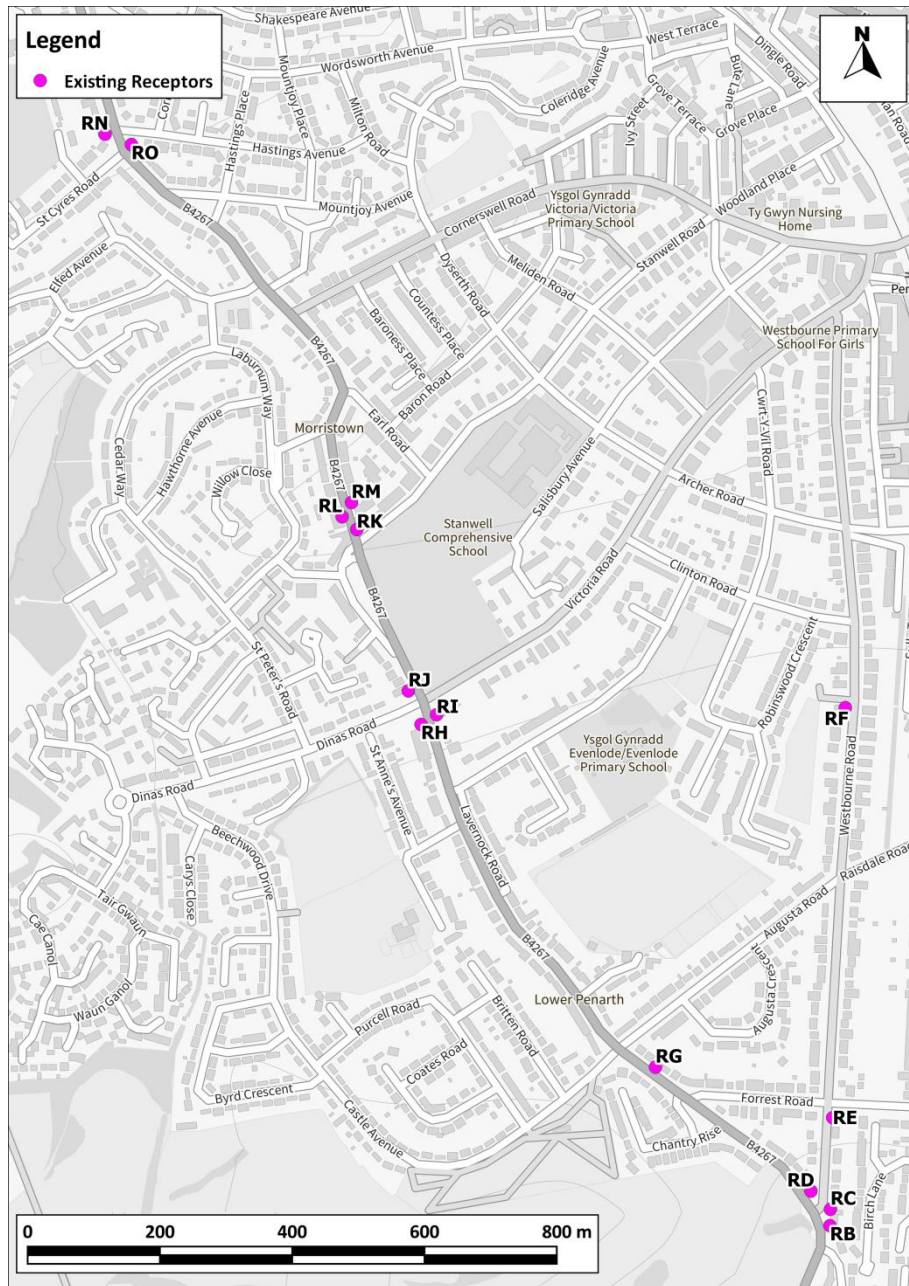 Legend
Existing Receptors
N
Shakespeare Avenue
Wordsworth Avenue
West Terrace
Dingle Road
Mountjoy Place
Milton Road
Coleridge Avenue
Bute Lane
Grove Terrace
Grove Place
Ivy Street
Hastings Place
RN
RO
Hastings Avenue
St Cyres Road
Mountjoy Avenue
B4267
Cornerswell Road
Ysgol Gynradd
Victoria/Victoria
Primary School
Woodland Place
Ty Gwyn Nursing
Home
Stanwell Road
Elfed Avenue
Dyserth Road
Meliden Road
Countess Place
Baroness Place
Westbourne Primary
School For Girls
B4267
Laburnum Way
Baron Road
Earl Road
Cwrt-Y-Vil Road
Hawthorne Avenue
Morristown
Cedar Way
Willow Close
B4267
Salisbury Avenue
Archer Road
RM
RL
RK
Stanwell
Comprehensive
School
Victoria Road
Clinton Road
B4267
St Peter's Road
Robinswood Crescent
RJ
RI
RH
RF
Dinas Road
Ysgol Gynradd
Evenlode/Evenlode
Primary School
Westbourne Road
Dinas Road
St Anne's Avenue
Beechwood Drive
Lavernock Road
Raisdale Road
Carys Close
Tair Gwaun
Augusta Road
Cae Canol
B4267
Augusta Crescent
Waun Ganol
Lower Penarth
Purcell Road
Britten Road
Coates Road
RG
Byrd Crescent
Forrest Road
Castle Avenue
RE
Chantry Rise
B4267
RD
RC
Birch Lane
RB
0 200 400 600 800 m